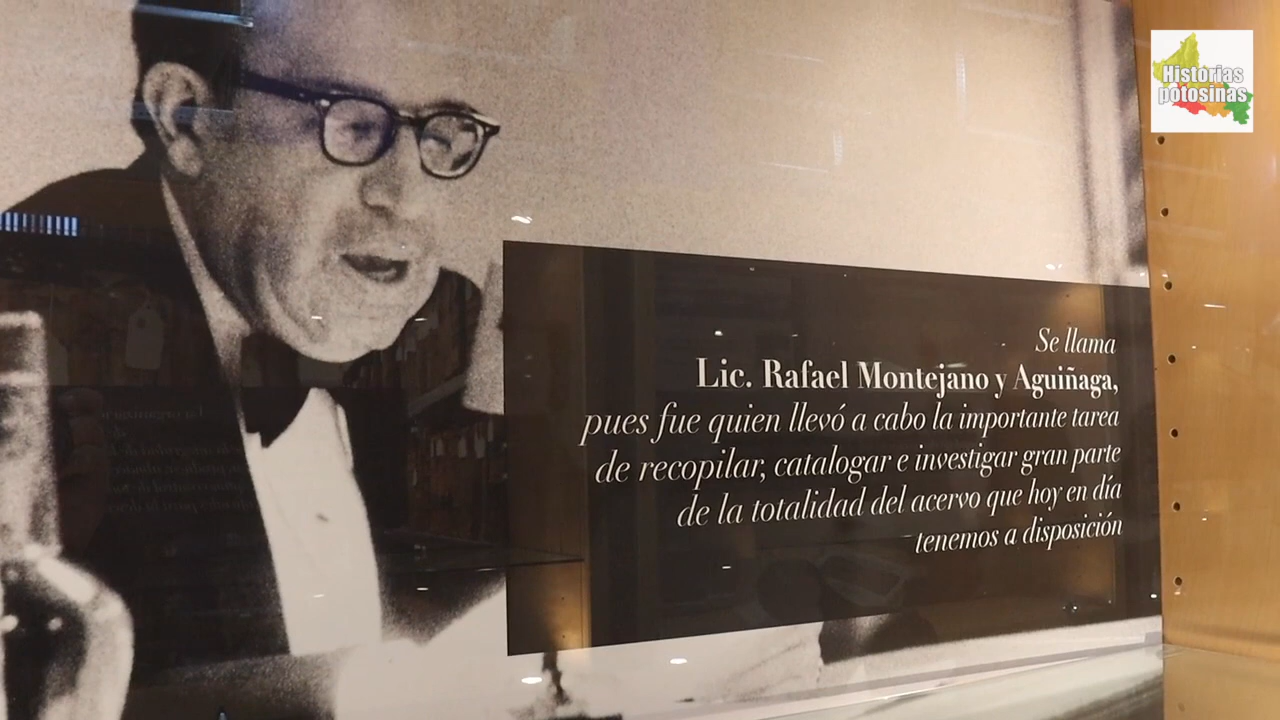 Historias
potosinas
Se llama
Lic. Rafael Montejano y Aguiñaga,
pues fue quien llevó a cabo la importante tarea
de recopilar, catalogar e investigar gran parte
de la totalidad del acervo que hoy en día
tenemos a disposición